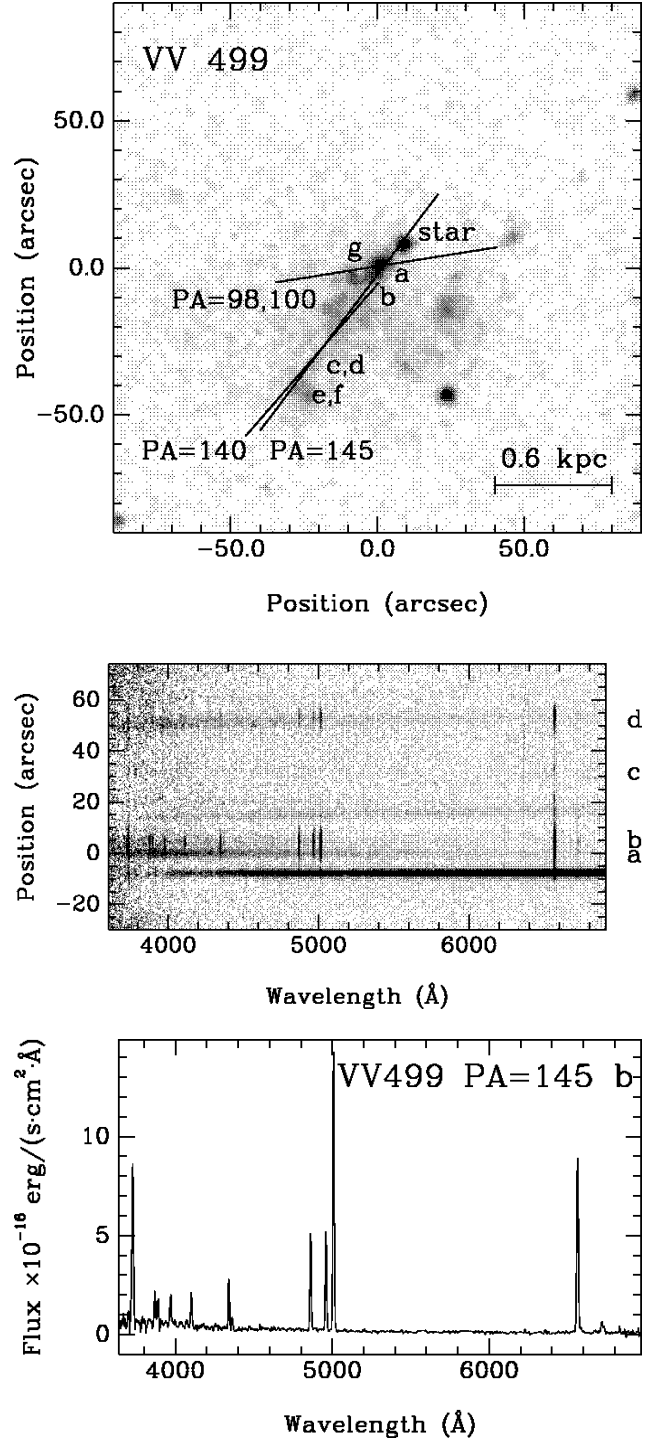 VV 499
50.0
0.0
−50.0
Position (arcsec)
star
g
a
b
PA=98,100
c,d
e,f
PA=140 PA=145
0.6 kpc
−50.0 0.0 50.0
Position (arcsec)
60
40
20
0
−20
Position (arcsec)
d
c
b
a
4000 5000 6000
Wavelength (Å)
VV499 PA=145 b
10
5
0
Flux ×10⁻¹⁶ erg/(s·cm²·Å)
4000 5000 6000
Wavelength (Å)